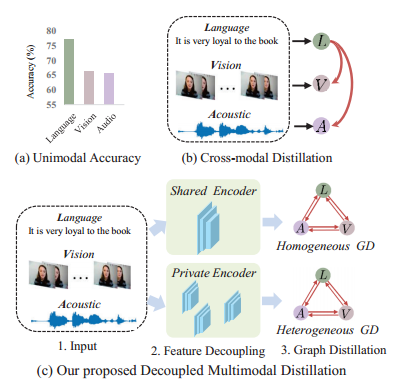 80
75
70
65
60
55
Accuracy (%)
Language
Vision
Audio
(a) Unimodal Accuracy
Language
It is very loyal to the book
Vision
...
Acoustic
L
V
A
(b) Cross-modal Distillation
Language
It is very loyal to the book
Vision
...
Acoustic
1. Input
Shared Encoder
Private Encoder
2. Feature Decoupling
L
A
V
Homogeneous GD
L
A
V
Heterogeneous GD
3. Graph Distillation
(c) Our proposed Decoupled Multimodal Distillation